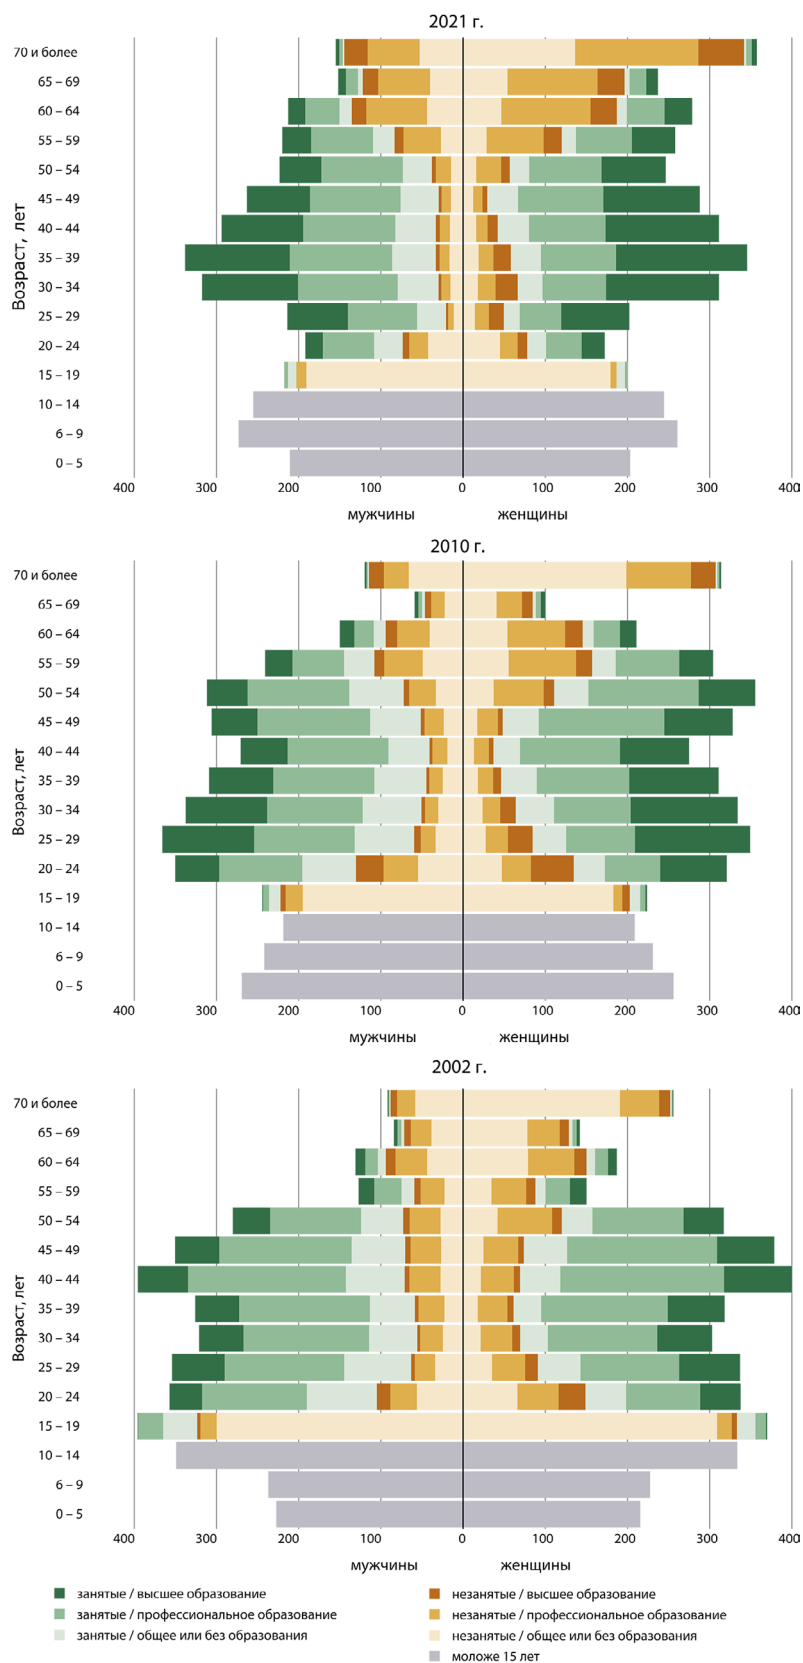 2021 г.
Возраст, лет
70 и более
65 – 69
60 – 64
55 – 59
50 – 54
45 – 49
40 – 44
35 – 39
30 – 34
25 – 29
20 – 24
15 – 19
10 – 14
6 – 9
0 – 5
400 300 200 100 0 100 200 300 400
мужчины женщины
2010 г.
Возраст, лет
70 и более
65 – 69
60 – 64
55 – 59
50 – 54
45 – 49
40 – 44
35 – 39
30 – 34
25 – 29
20 – 24
15 – 19
10 – 14
6 – 9
0 – 5
400 300 200 100 0 100 200 300 400
мужчины женщины
2002 г.
Возраст, лет
70 и более
65 – 69
60 – 64
55 – 59
50 – 54
45 – 49
40 – 44
35 – 39
30 – 34
25 – 29
20 – 24
15 – 19
10 – 14
6 – 9
0 – 5
400 300 200 100 0 100 200 300 400
мужчины женщины
занятые / высшее образование
занятые / профессиональное образование
занятые / общее или без образования
незанятые / высшее образование
незанятые / профессиональное образование
незанятые / общее или без образования
моложе 15 лет